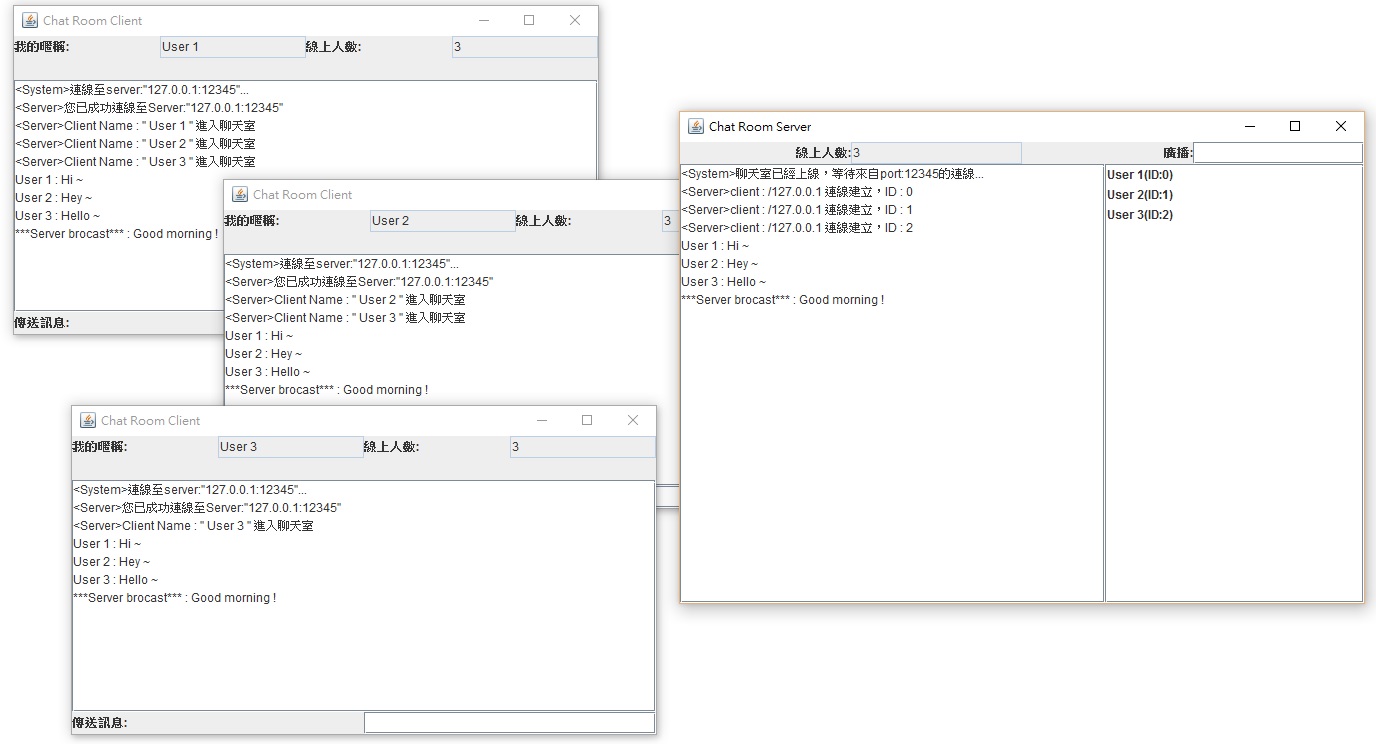 Chat Room Client
我的暱稱: User 1 線上人數: 3
<System>連線至server:"127.0.0.1:12345"...
<Server>您已成功連線至Server:"127.0.0.1:12345"
<Server>Client Name : " User 1 " 進入聊天室
<Server>Client Name : " User 2 " 進入聊天室
<Server>Client Name : " User 3 " 進入聊天室
User 1 : Hi ~
User 2 : Hey ~
User 3 : Hello ~
***Server brocast*** : Good morning !
傳送訊息:
Chat Room Client
我的暱稱: User 2 線上人數: 3
<System>連線至server:"127.0.0.1:12345"...
<Server>您已成功連線至Server:"127.0.0.1:12345"
<Server>Client Name : " User 2 " 進入聊天室
<Server>Client Name : " User 3 " 進入聊天室
User 1 : Hi ~
User 2 : Hey ~
User 3 : Hello ~
***Server brocast*** : Good morning !
Chat Room Client
我的暱稱: User 3 線上人數: 3
<System>連線至server:"127.0.0.1:12345"...
<Server>您已成功連線至Server:"127.0.0.1:12345"
<Server>Client Name : " User 3 " 進入聊天室
User 1 : Hi ~
User 2 : Hey ~
User 3 : Hello ~
***Server brocast*** : Good morning !
傳送訊息:
Chat Room Server
線上人數: 3 廣播:
<System>聊天室已經上線，等待來自port:12345的連線...
<Server>client : /127.0.0.1 連線建立，ID : 0
<Server>client : /127.0.0.1 連線建立，ID : 1
<Server>client : /127.0.0.1 連線建立，ID : 2
User 1 : Hi ~
User 2 : Hey ~
User 3 : Hello ~
***Server brocast*** : Good morning !
User 1(ID:0)
User 2(ID:1)
User 3(ID:2)